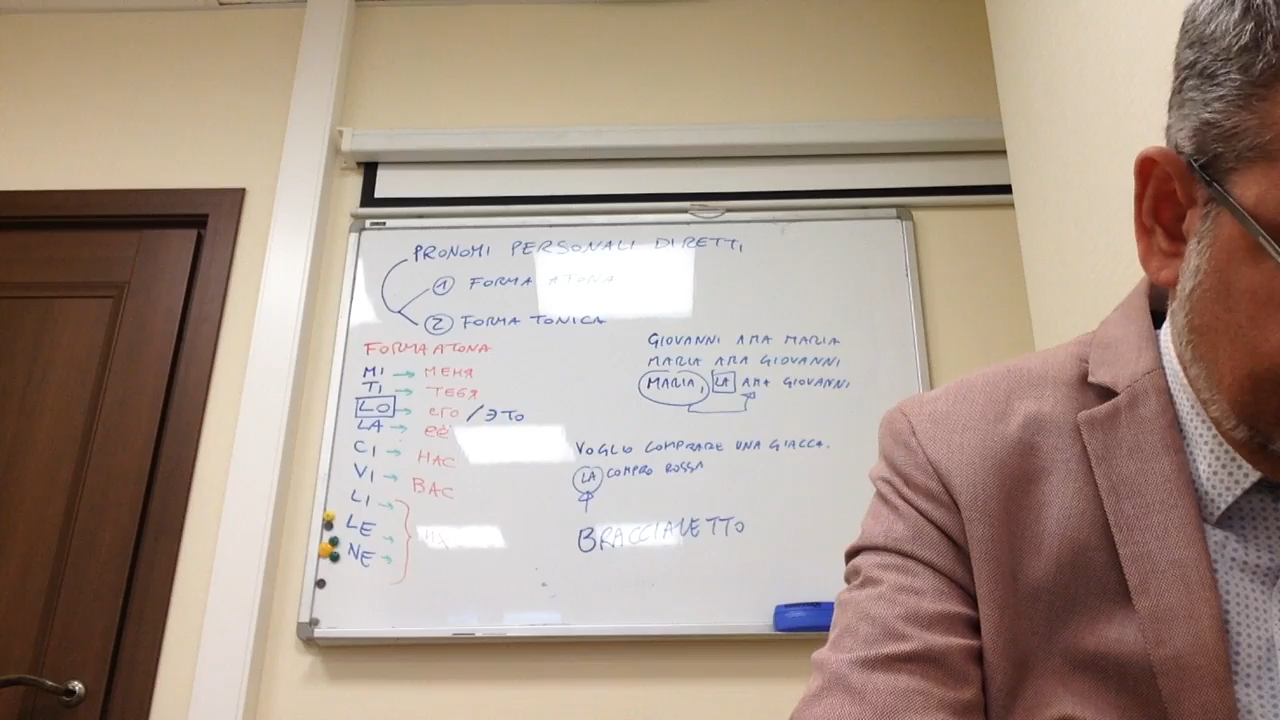 PRONOMI PERSONALI DIRETTI
1 FORMA ATONA
2 FORMA TONICA
FORMA ATONA
MI → МЕНЯ
TI → ТЕБЯ
LO → его / ЭТО
LA → её
CI → НАС
VI → ВАС
LI →
LE →
NE →
ИХ
GIOVANNI AMA MARIA
MARIA AMA GIOVANNI
MARIA, LA AMA GIOVANNI
VOGLIO COMPRARE UNA GIACCA.
LA COMPRO ROSSA
BRACCIALETTO